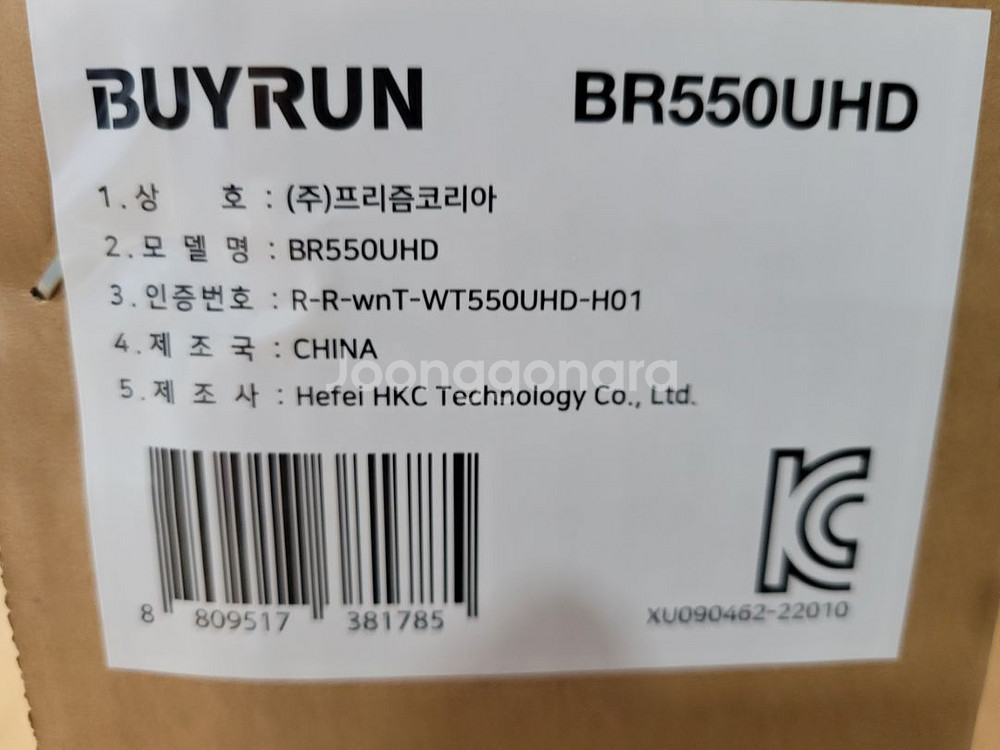 BUYRUN BR550UHD
1.상 호 : (주)프리즘코리아
2.모 델 명 : BR550UHD
3.인증번호 : R-R-wnT-WT550UHD-H01
4.제 조 국 : CHINA
Joonggonara
5.제 조 사 : Hefei HKC Technology Co., Ltd.
KC
8 809517 381785
XU090462-22010